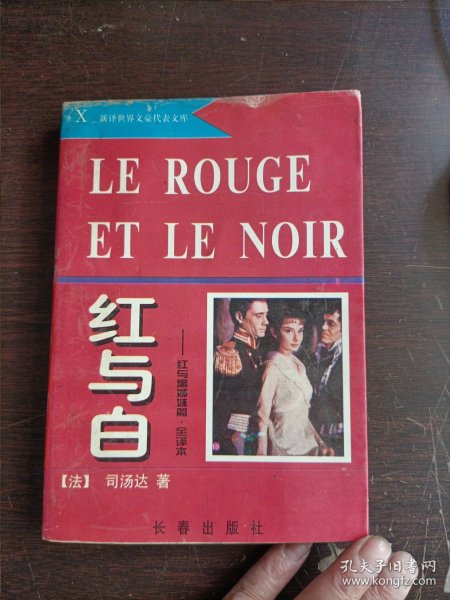 X 新译世界文豪代表文库
LE ROUGE
ET LE NOIR
红与白
——红与黑姊妹篇·全译本
【法】 司汤达 著
长春出版社
孔夫子旧书网
www.kongfz.com